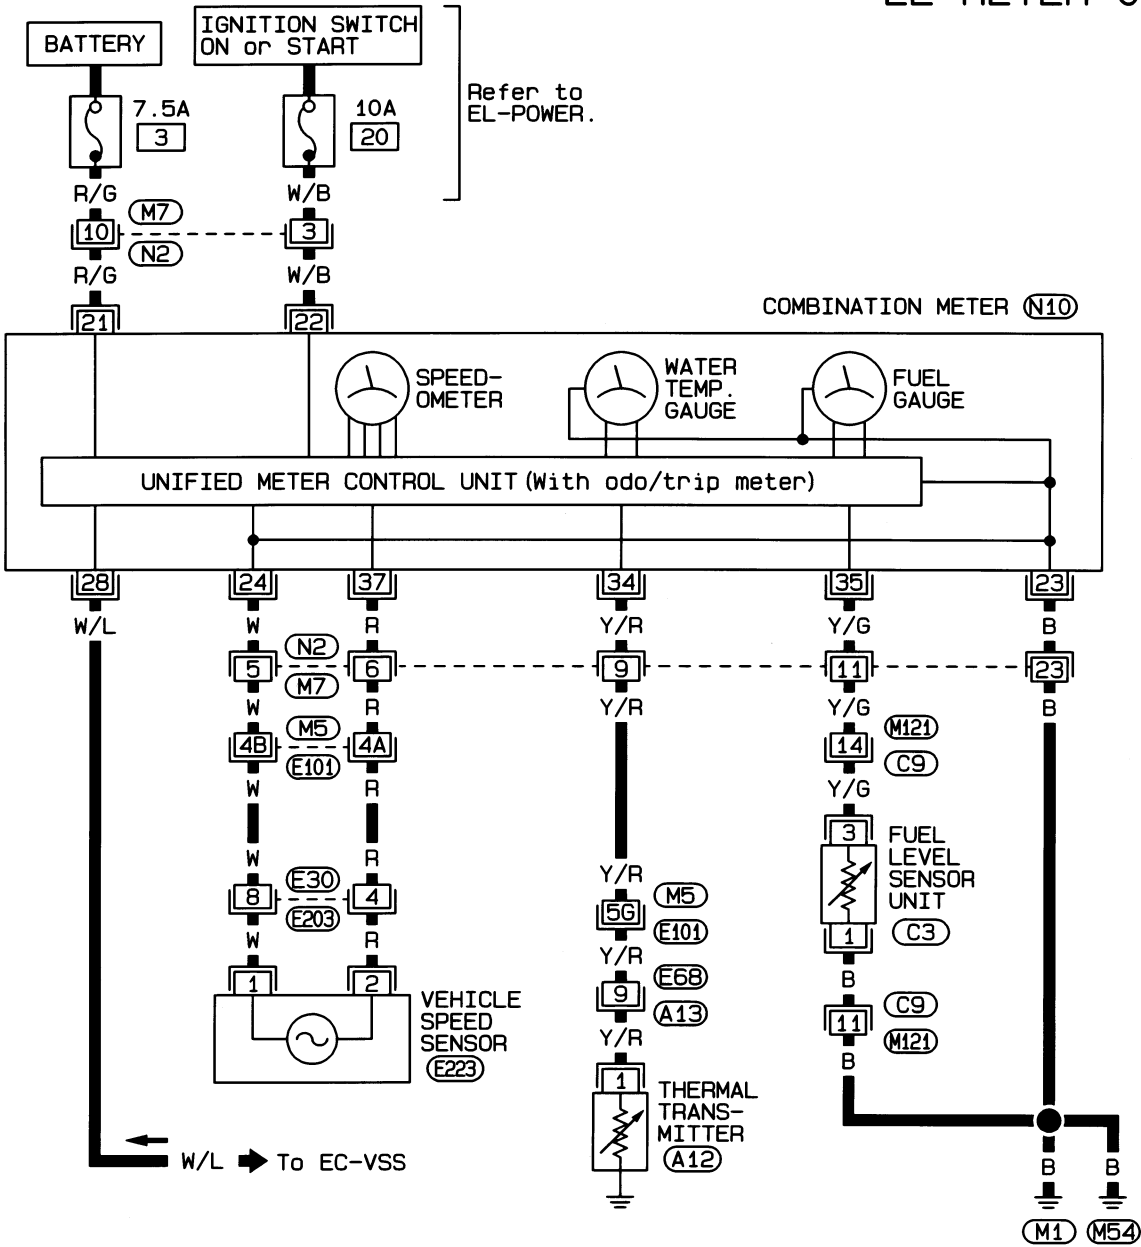 IGNITION SWITCH
ON or START
BATTERY
Refer to
EL-POWER.
7.5A
3
10A
20
R/G
W/B
M7
10
3
N2
R/G
W/B
21
22
COMBINATION METER N10
SPEED-
OMETER
WATER
TEMP.
GAUGE
FUEL
GAUGE
UNIFIED METER CONTROL UNIT (With odo/trip meter)
28
24
37
34
35
23
W/L
W
R
Y/R
Y/G
B
N2
5
6
9
11
23
M7
W
R
Y/R
Y/G
B
M5
4B
4A
E101
M121
14
C9
W
R
Y/G
3
FUEL
LEVEL
SENSOR
UNIT
1
C3
W
R
Y/R
E30
8
4
E203
5G
M5
E101
W
R
Y/R
B
1
2
E68
9
A13
C9
11
M121
VEHICLE
SPEED
SENSOR
E223
Y/R
B
1
THERMAL
TRANS-
MITTER
A12
W/L
To EC-VSS
B
B
M1
M54